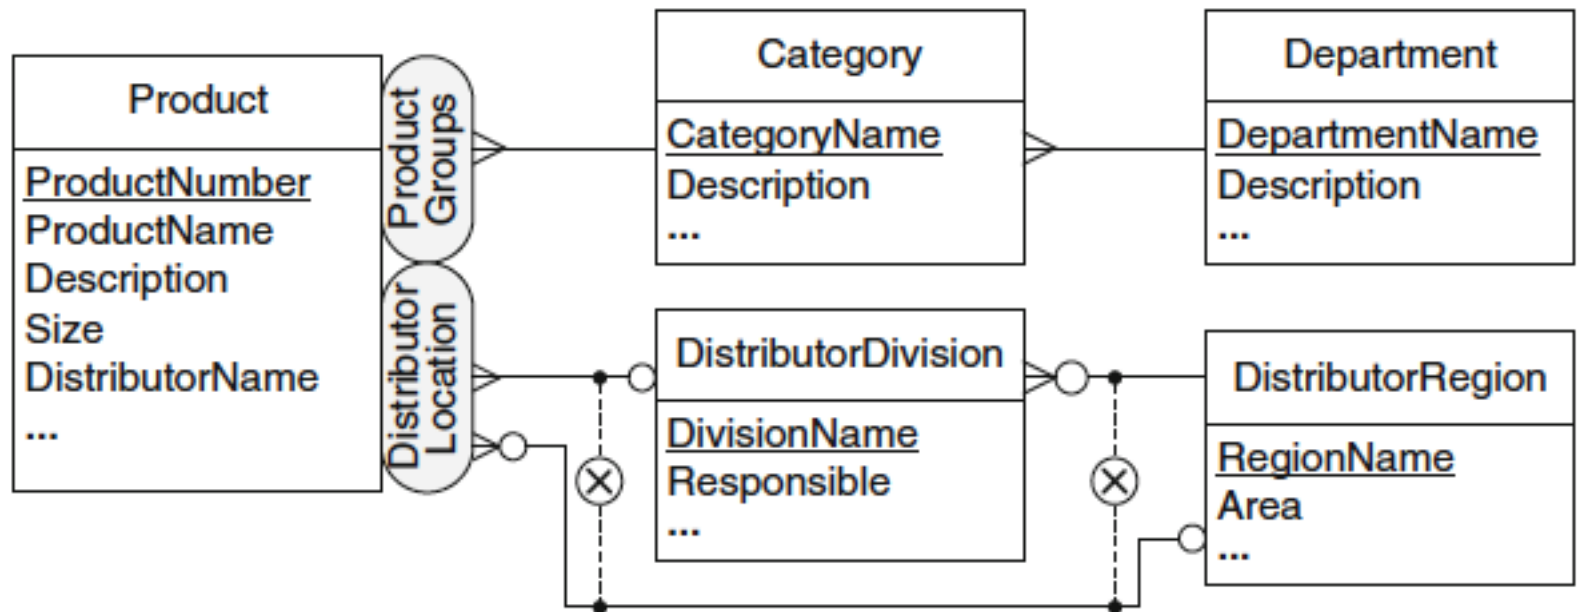 Product
ProductNumber
ProductName
Description
Size
DistributorName
...
Product
Groups
Distributor
Location
Category
CategoryName
Description
...
Department
DepartmentName
Description
...
DistributorDivision
DivisionName
Responsible
...
DistributorRegion
RegionName
Area
...